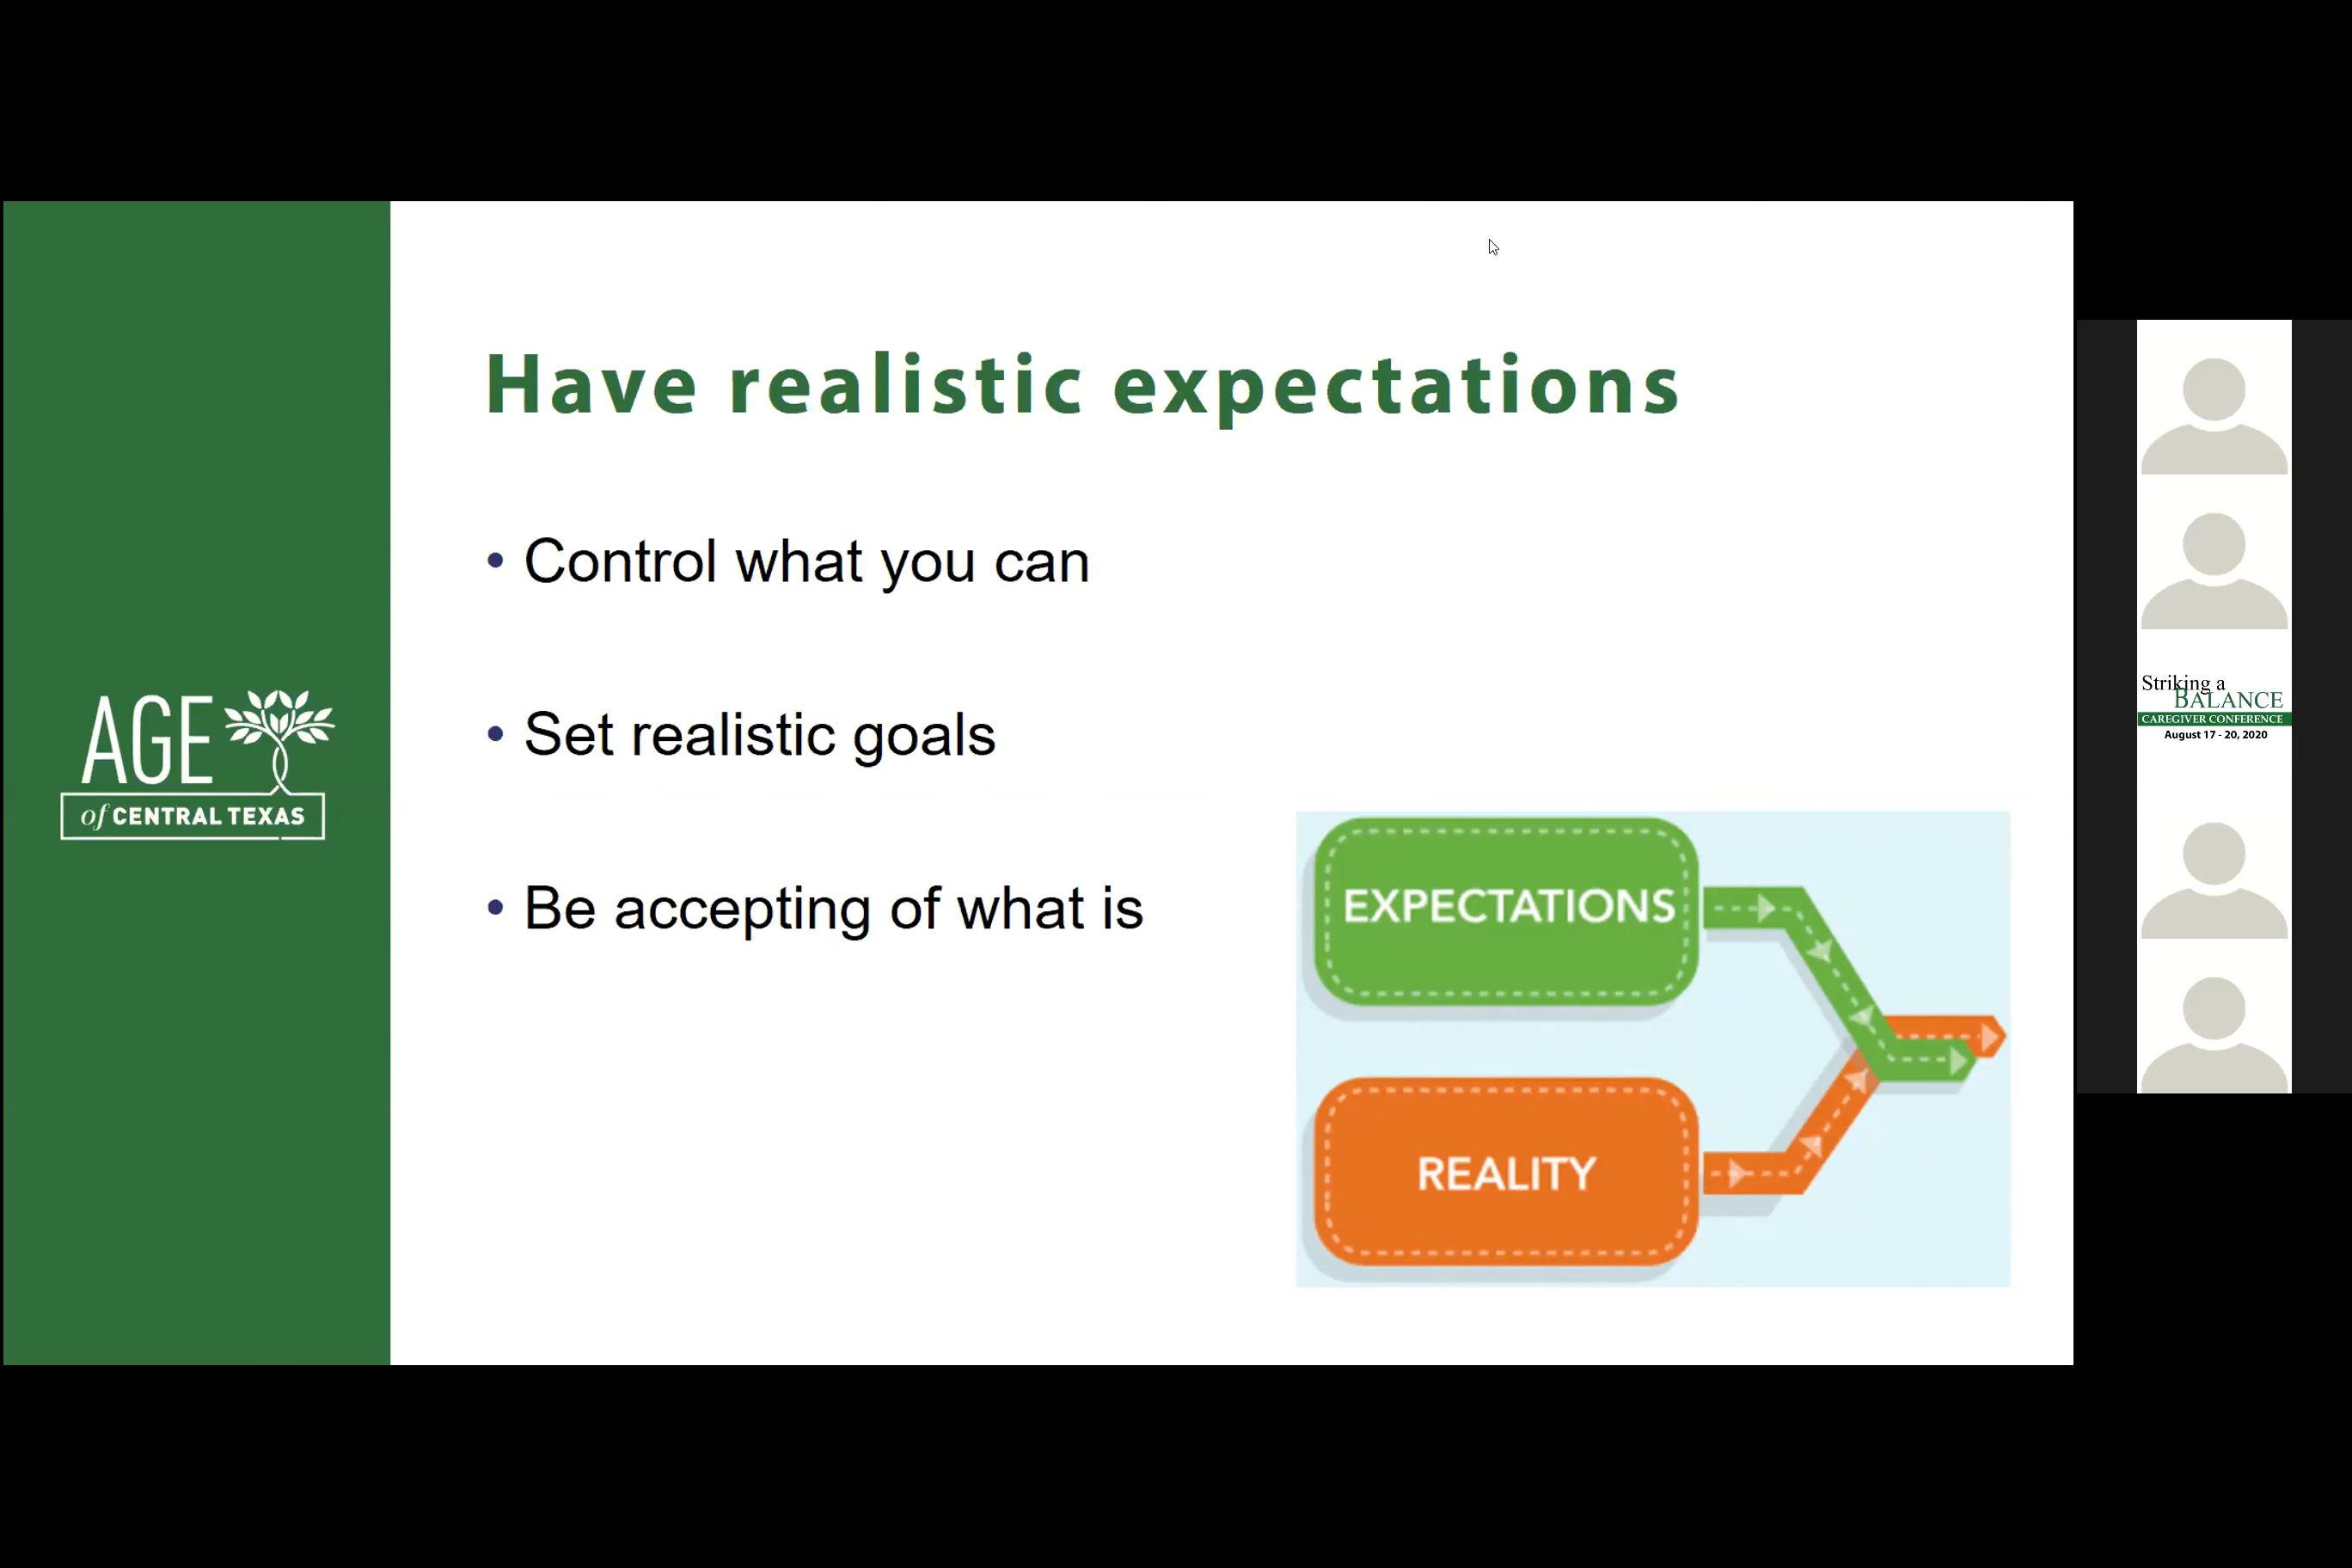 Have realistic expectations
• Control what you can
• Set realistic goals
• Be accepting of what is
AGE
of CENTRAL TEXAS
EXPECTATIONS
REALITY
Striking a
BALANCE
CAREGIVER CONFERENCE
August 17 - 20, 2020